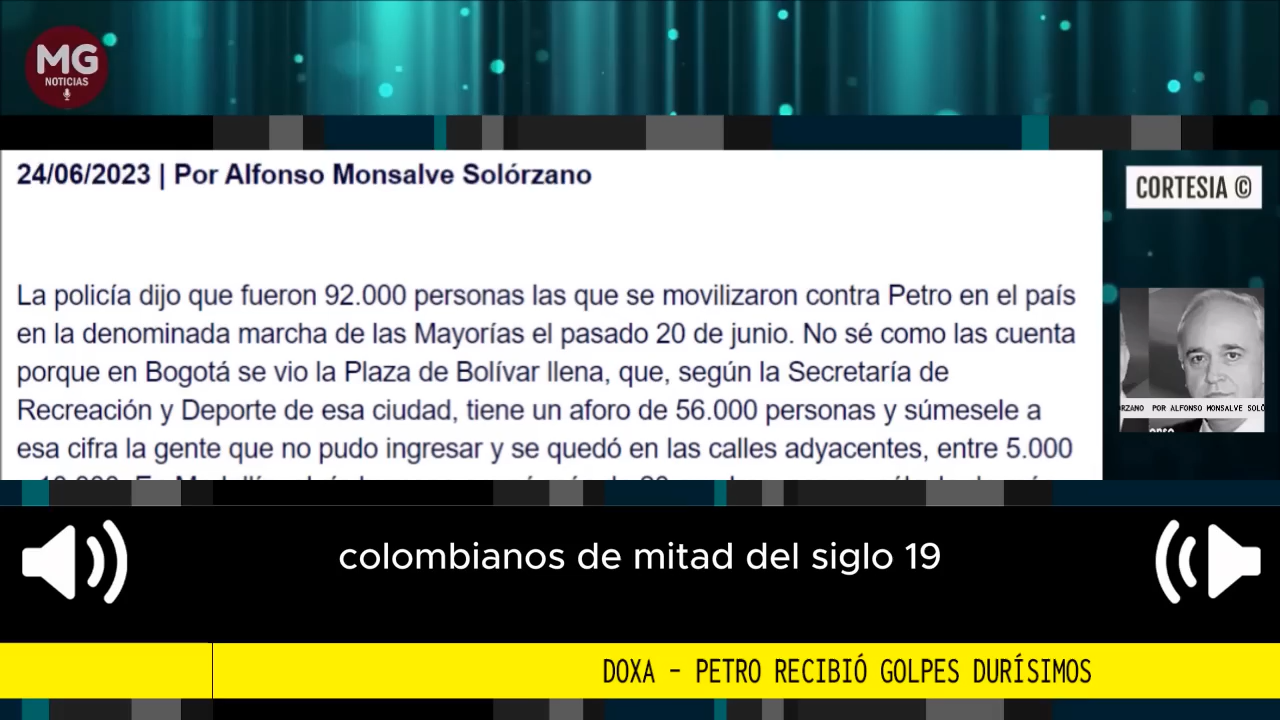 MG
NOTICIAS
24/06/2023 | Por Alfonso Monsalve Solórzano
CORTESIA ©
La policía dijo que fueron 92.000 personas las que se movilizaron contra Petro en el país
en la denominada marcha de las Mayorías el pasado 20 de junio. No sé como las cuenta
porque en Bogotá se vio la Plaza de Bolívar llena, que, según la Secretaría de
Recreación y Deporte de esa ciudad, tiene un aforo de 56.000 personas y súmesele a
esa cifra la gente que no pudo ingresar y se quedó en las calles adyacentes, entre 5.000
POR ALFONSO MONSALVE
colombianos de mitad del siglo 19
DOXA - PETRO RECIBIÓ GOLPES DURÍSIMOS